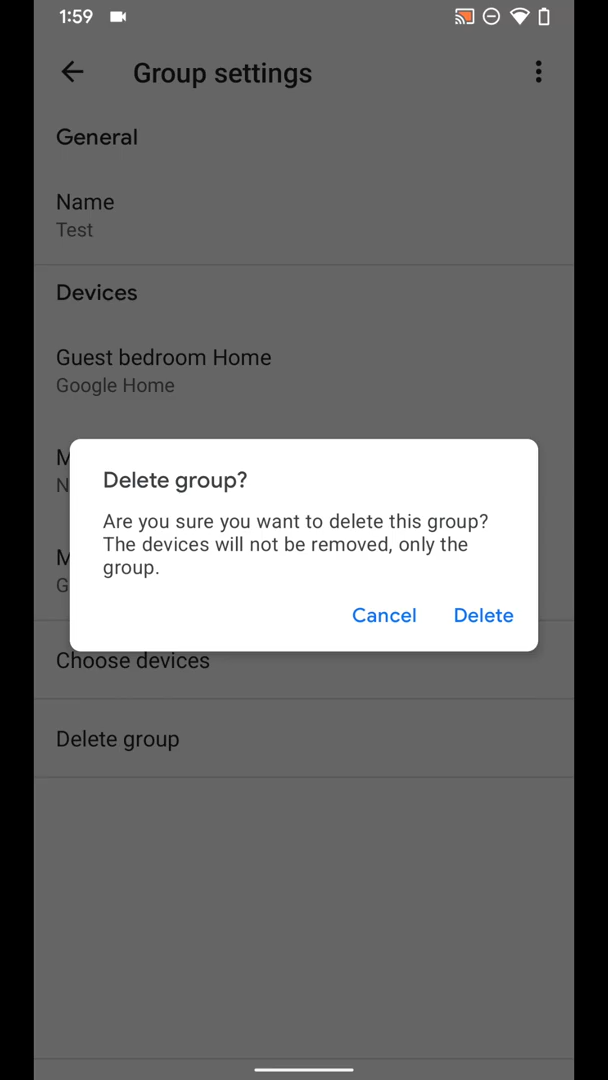 1:59
Group settings
General
Name
Test
Devices
Guest bedroom Home
Google Home
Delete group?
Are you sure you want to delete this group?
The devices will not be removed, only the
group.
Cancel Delete
Choose devices
Delete group